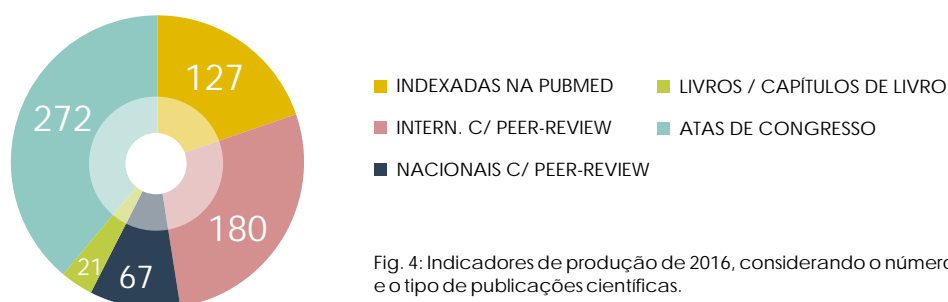 127
272
180
21
67
INDEXADAS NA PUBMED
INTERN. C/ PEER-REVIEW
NACIONAIS C/ PEER-REVIEW
LIVROS / CAPÍTULOS DE LIVRO
ATAS DE CONGRESSO
Fig. 4: Indicadores de produção de 2016, considerando o número
e o tipo de publicações científicas.